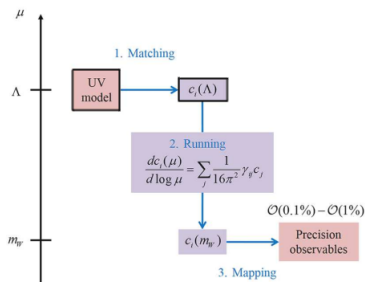 μ
1. Matching
Λ
UV
model
c_i(Λ)
2. Running
dc_i(μ)/d log μ = ∑_j 1/16π² γ_ij c_j
𝒪(0.1%) – 𝒪(1%)
m_W
c_i(m_W)
Precision
observables
3. Mapping